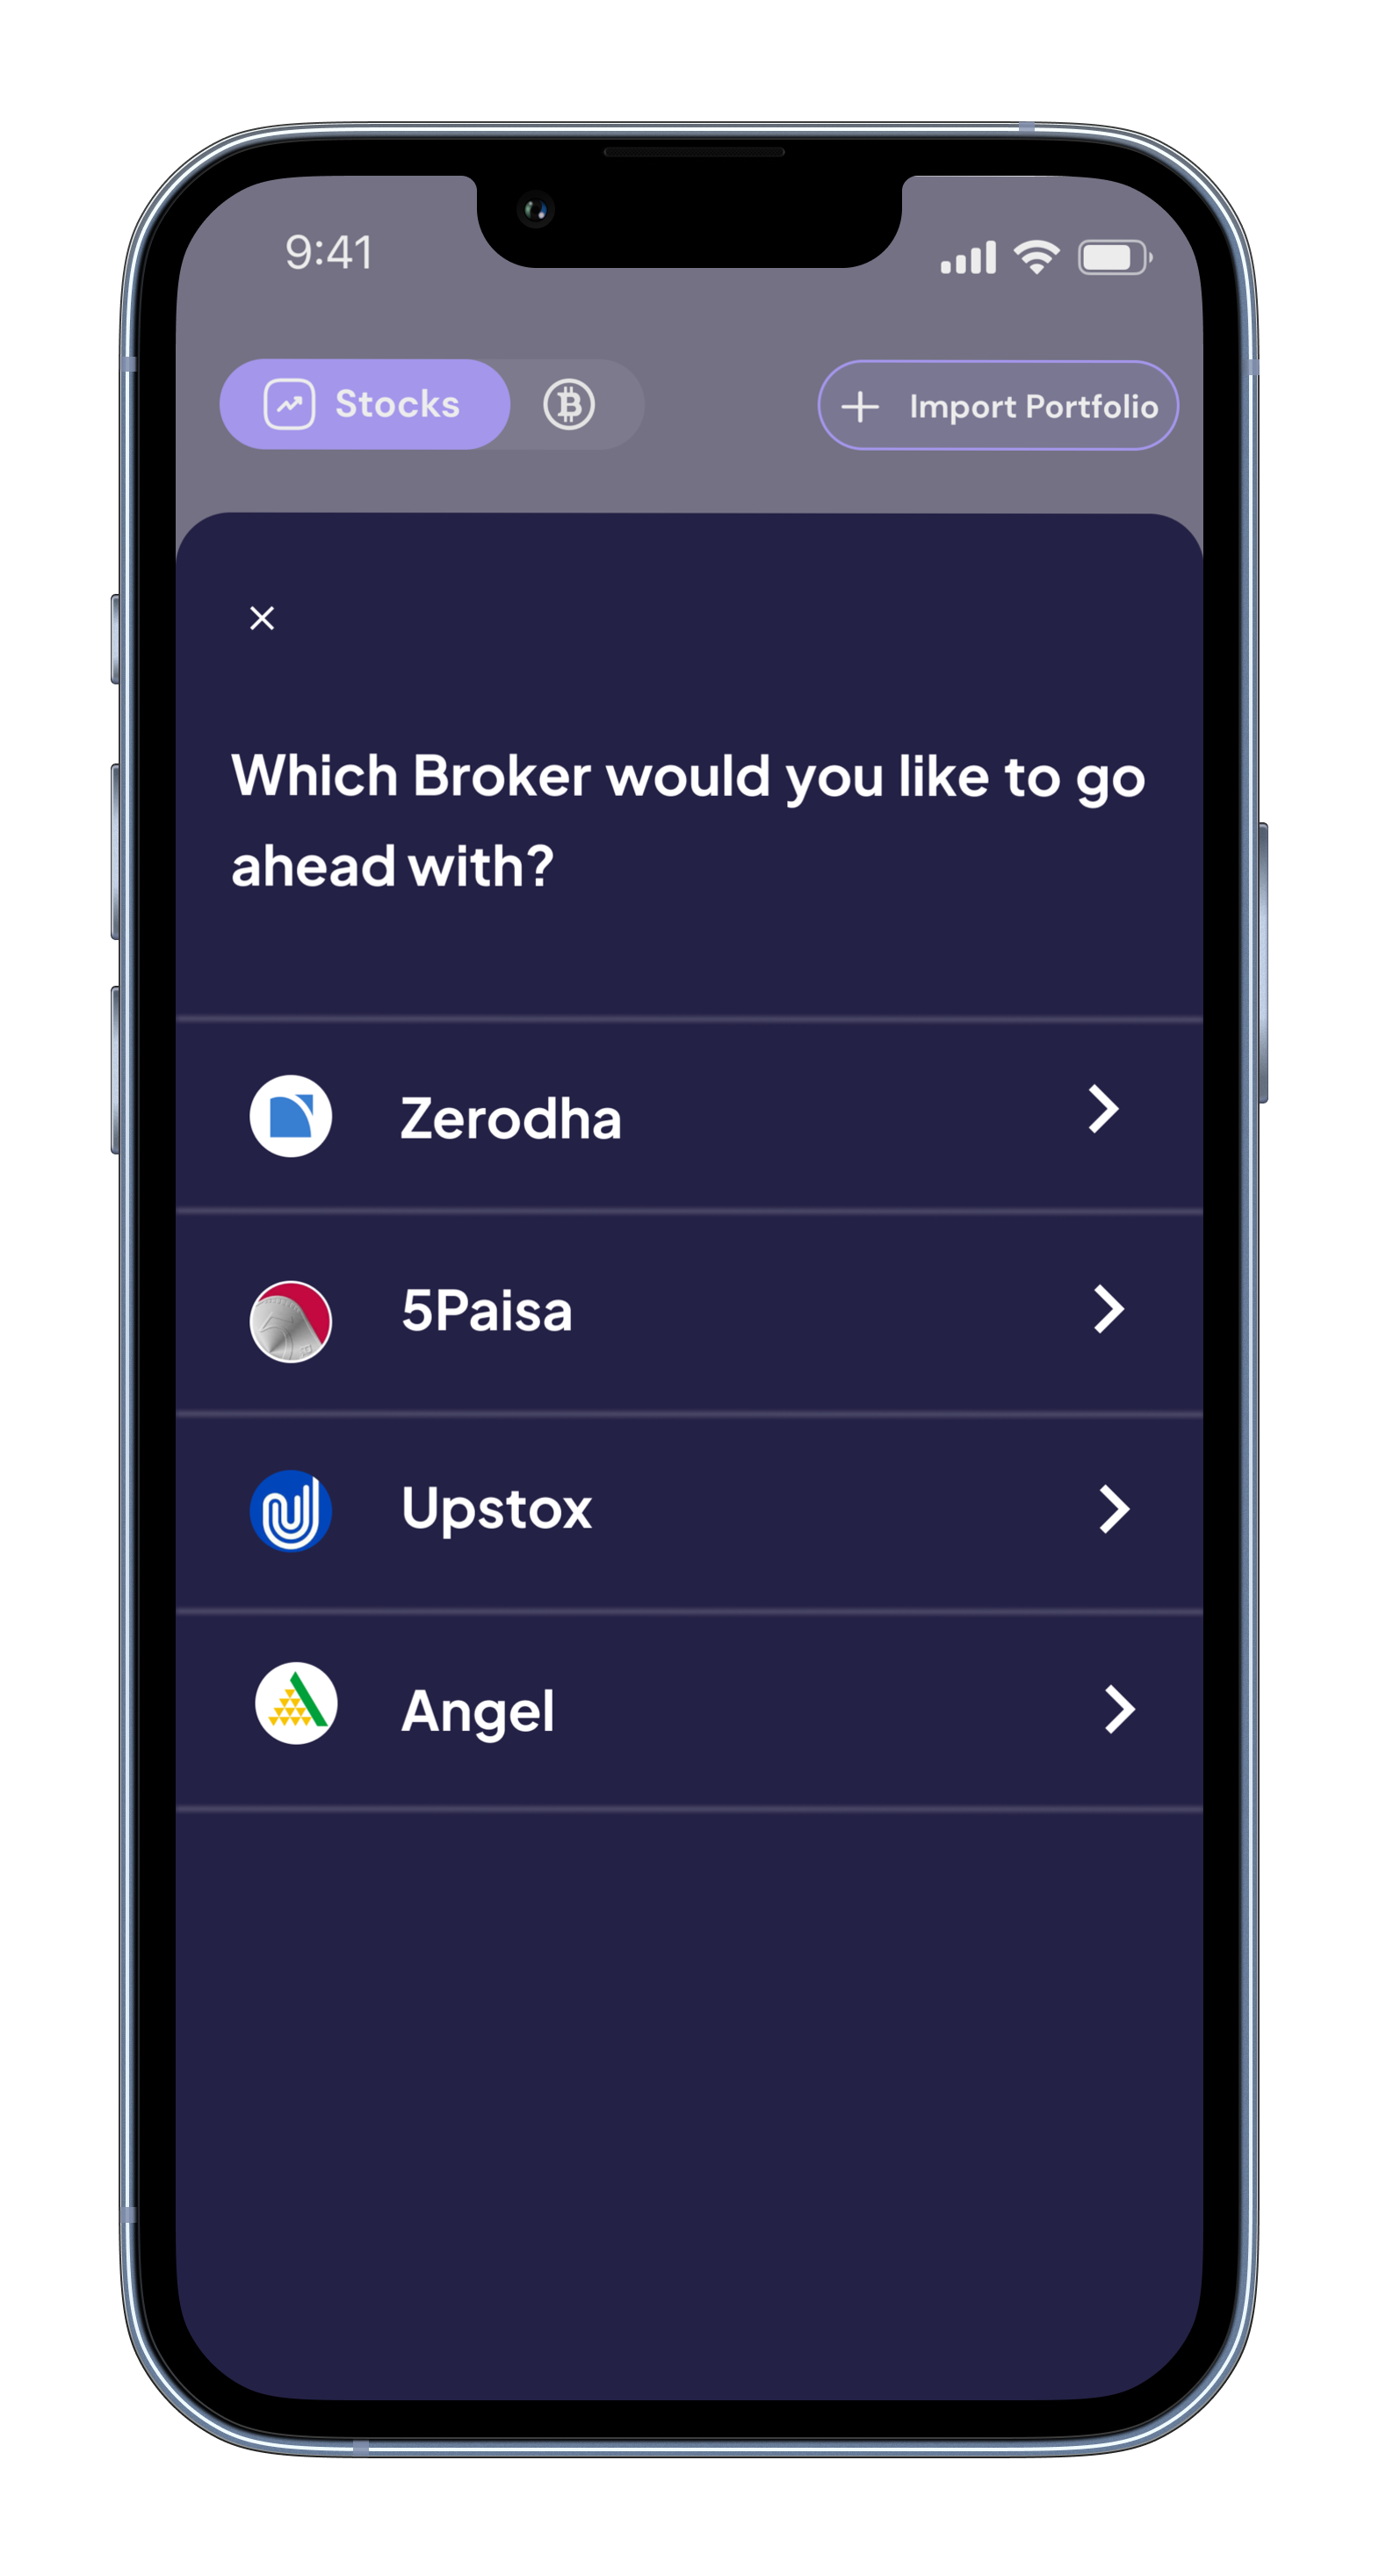 9:41
Stocks
Import Portfolio
Which Broker would you like to go
ahead with?
Zerodha
5Paisa
Upstox
Angel